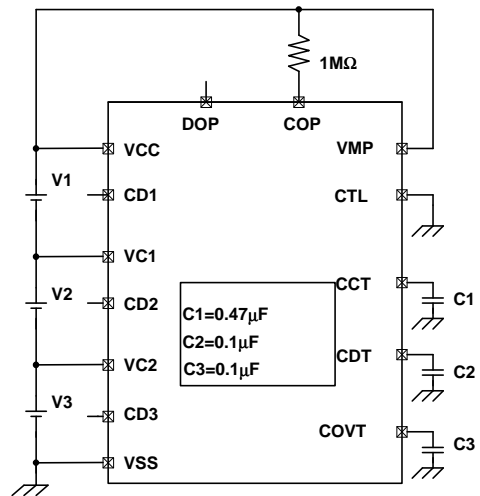 1MΩ
DOP
COP
VCC
VMP
V1
CD1
CTL
VC1
V2
CD2
CCT
C1
C1=0.47µF
C2=0.1µF
C3=0.1µF
VC2
CDT
C2
V3
CD3
COVT
C3
VSS